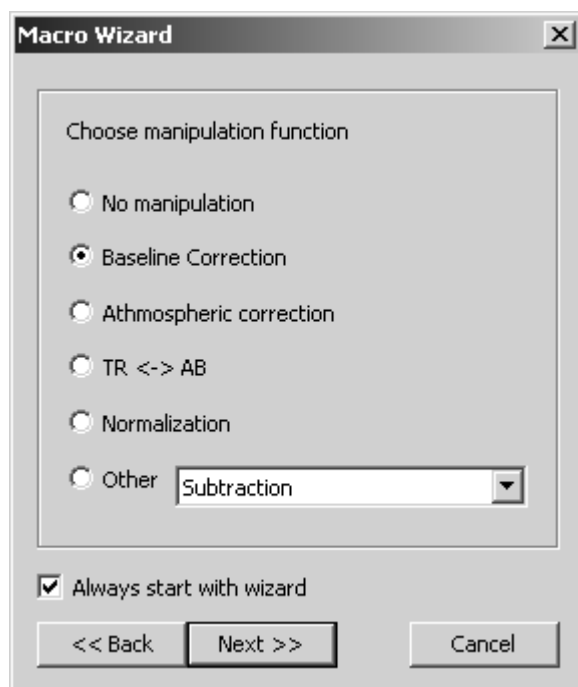 Macro Wizard
Choose manipulation function
No manipulation
Baseline Correction
Athmospheric correction
TR <-> AB
Normalization
Other Subtraction
Always start with wizard
<< Back Next >> Cancel